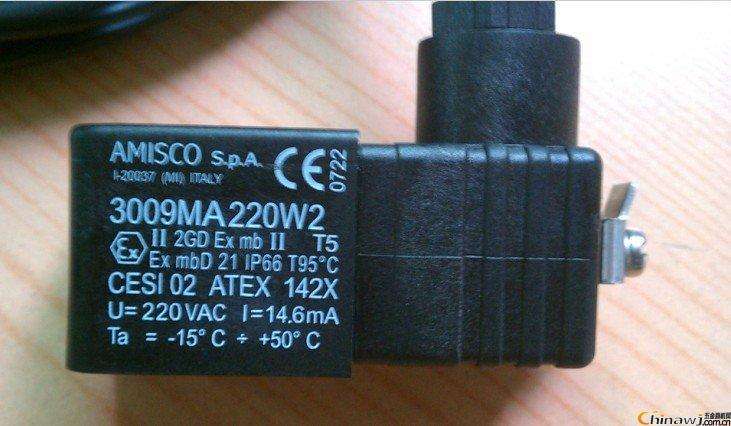 AMISCO S.p.A. CE 0722
I-20037 (MI) ITALY
3009MA220W2
Ex II 2GD Ex mb II T5
Ex mbD 21 IP66 T95°C
CESI 02 ATEX 142X
U= 220VAC I=14.6mA
Ta = -15°C ÷ +50°C
Chinawj.com.cn